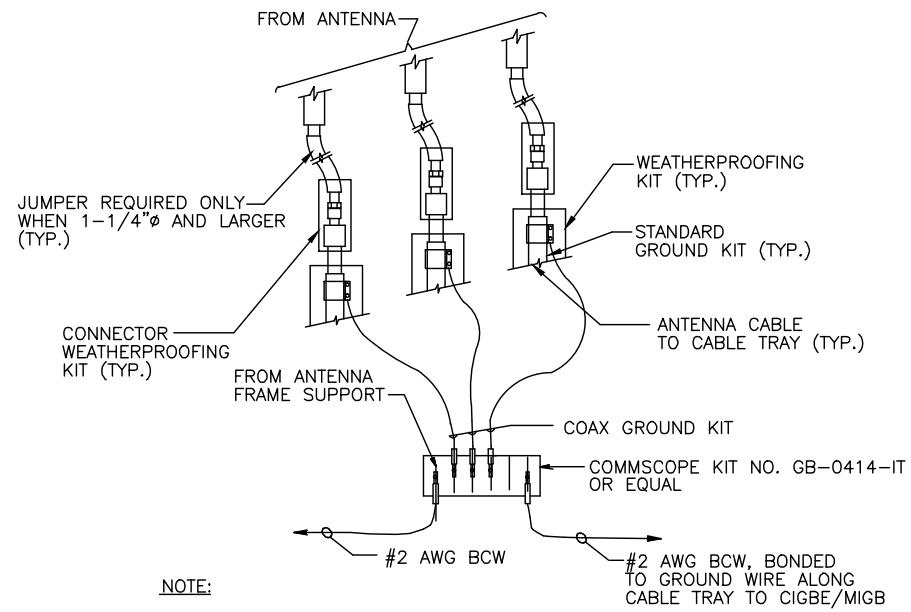 FROM ANTENNA
JUMPER REQUIRED ONLY
WHEN 1-1/4"ø AND LARGER
(TYP.)
WEATHERPROOFING
KIT (TYP.)
STANDARD
GROUND KIT (TYP.)
CONNECTOR
WEATHERPROOFING
KIT (TYP.)
ANTENNA CABLE
TO CABLE TRAY (TYP.)
FROM ANTENNA
FRAME SUPPORT
COAX GROUND KIT
COMMSCOPE KIT NO. GB-0414-IT
OR EQUAL
#2 AWG BCW
#2 AWG BCW, BONDED
TO GROUND WIRE ALONG
CABLE TRAY TO CIGBE/MIGB
NOTE: